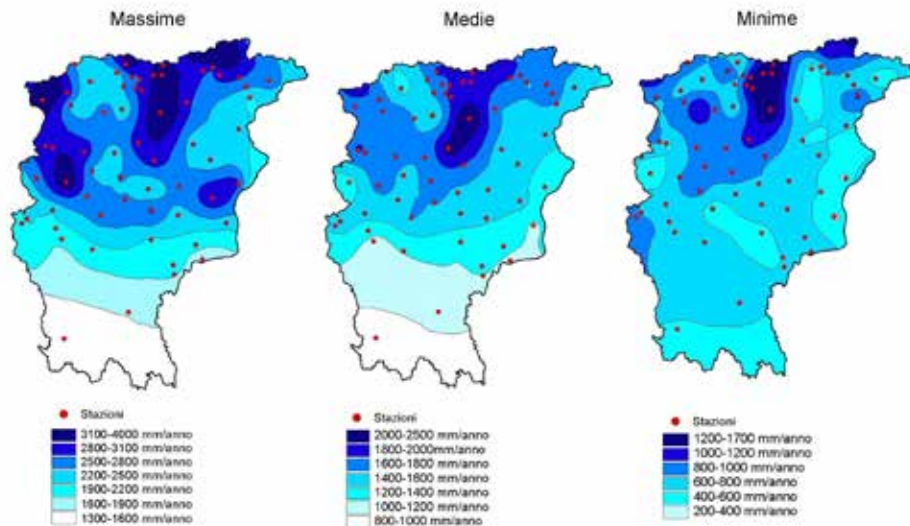 Massime
Medie
Minime
Stazioni
3100-4000 mm/anno
2800-3100 mm/anno
2500-2800 mm/anno
2200-2500 mm/anno
1900-2200 mm/anno
1600-1900 mm/anno
1300-1600 mm/anno
Stazioni
2000-2500 mm/anno
1800-2000mm/anno
1600-1800 mm/anno
1400-1600 mm/anno
1200-1400 mm/anno
1000-1200 mm/anno
800-1000 mm/anno
Stazioni
1200-1700 mm/anno
1000-1200 mm/anno
800-1000 mm/anno
600-800 mm/anno
400-600 mm/anno
200-400 mm/anno